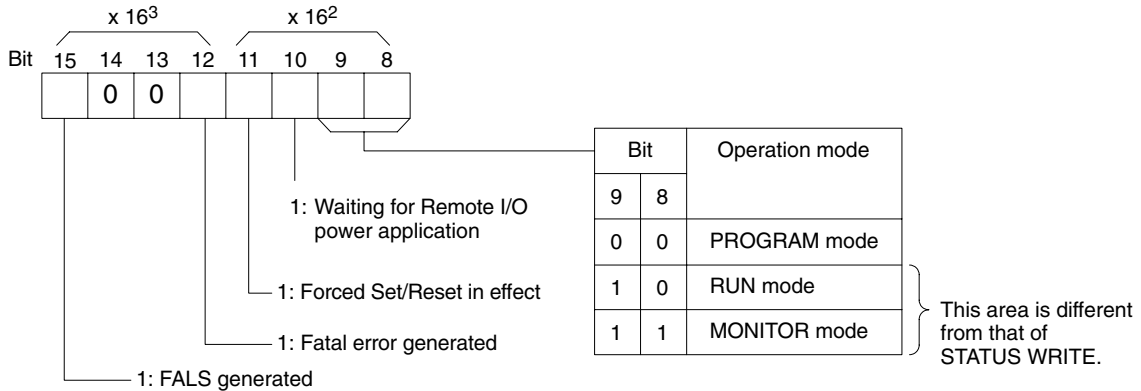 x 16³ x 16²
Bit 15 14 13 12 11 10 9 8
0 0
Bit Operation mode
9 8
0 0 PROGRAM mode
1 0 RUN mode
1 1 MONITOR mode
This area is different
from that of
STATUS WRITE.
1: Waiting for Remote I/O
power application
1: Forced Set/Reset in effect
1: Fatal error generated
1: FALS generated